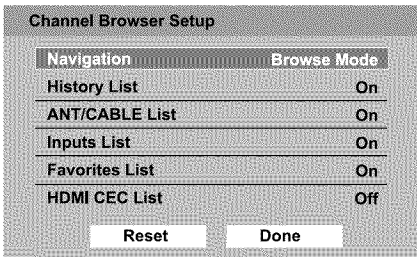 Channel Browser Setup
Navigation Browse Mode
History List On
ANT/CABLE List On
Inputs List On
Favorites List On
HDMI CEC List Off
Reset Done